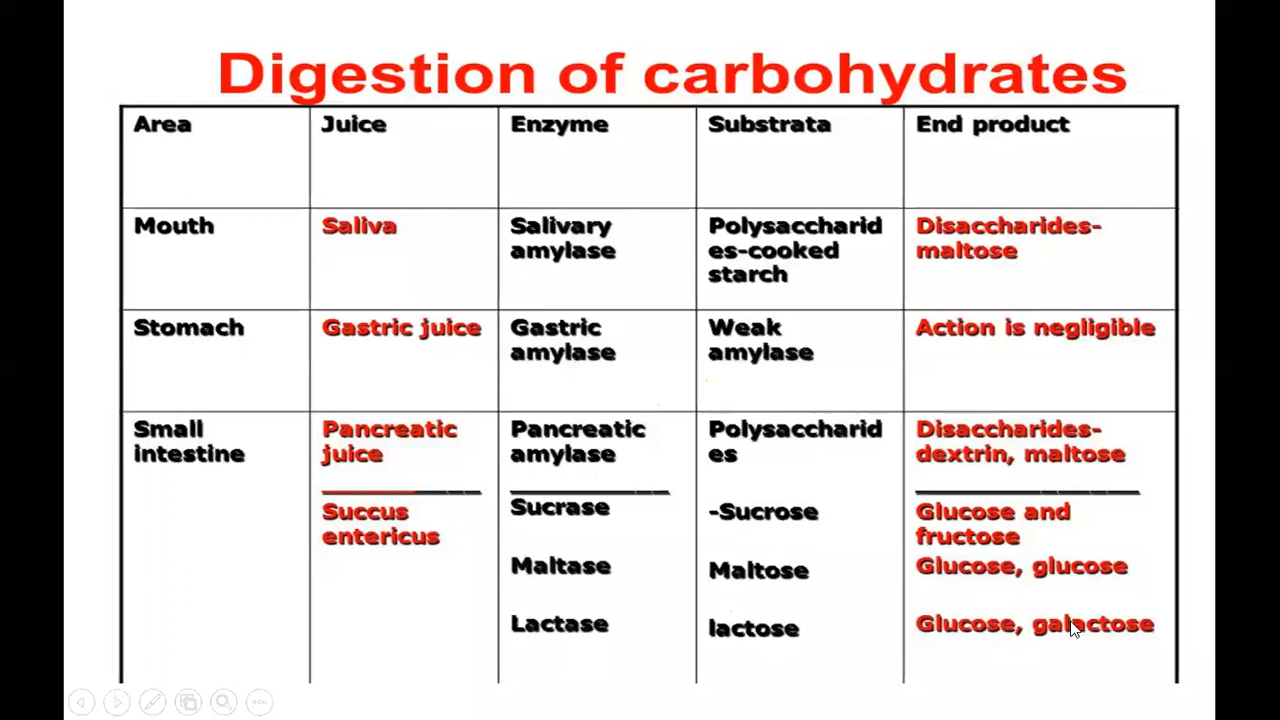 Digestion of carbohydrates
Area Juice Enzyme Substrata End product
Mouth Saliva Salivary amylase Polysaccharid es-cooked starch Disaccharides- maltose
Stomach Gastric juice Gastric amylase Weak amylase Action is negligible
Small intestine Pancreatic juice Pancreatic amylase Polysaccharid es Disaccharides- dextrin, maltose
Succus entericus Sucrase -Sucrose Glucose and fructose
Maltase Maltose Glucose, glucose
Lactase lactose Glucose, galactose